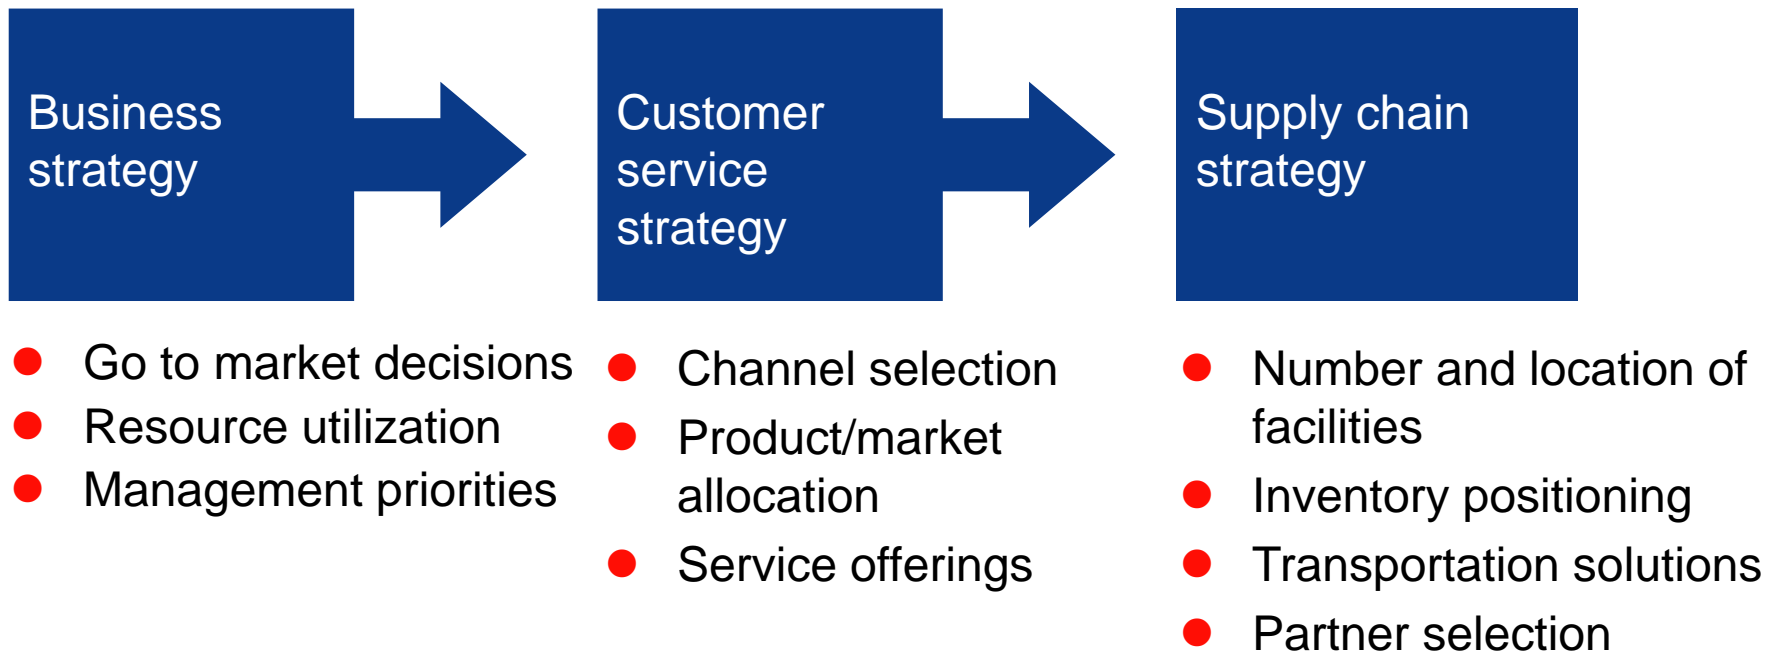 Business
strategy
Customer
service
strategy
Supply chain
strategy
Go to market decisions
Resource utilization
Management priorities
Channel selection
Product/market
allocation
Service offerings
Number and location of
facilities
Inventory positioning
Transportation solutions
Partner selection